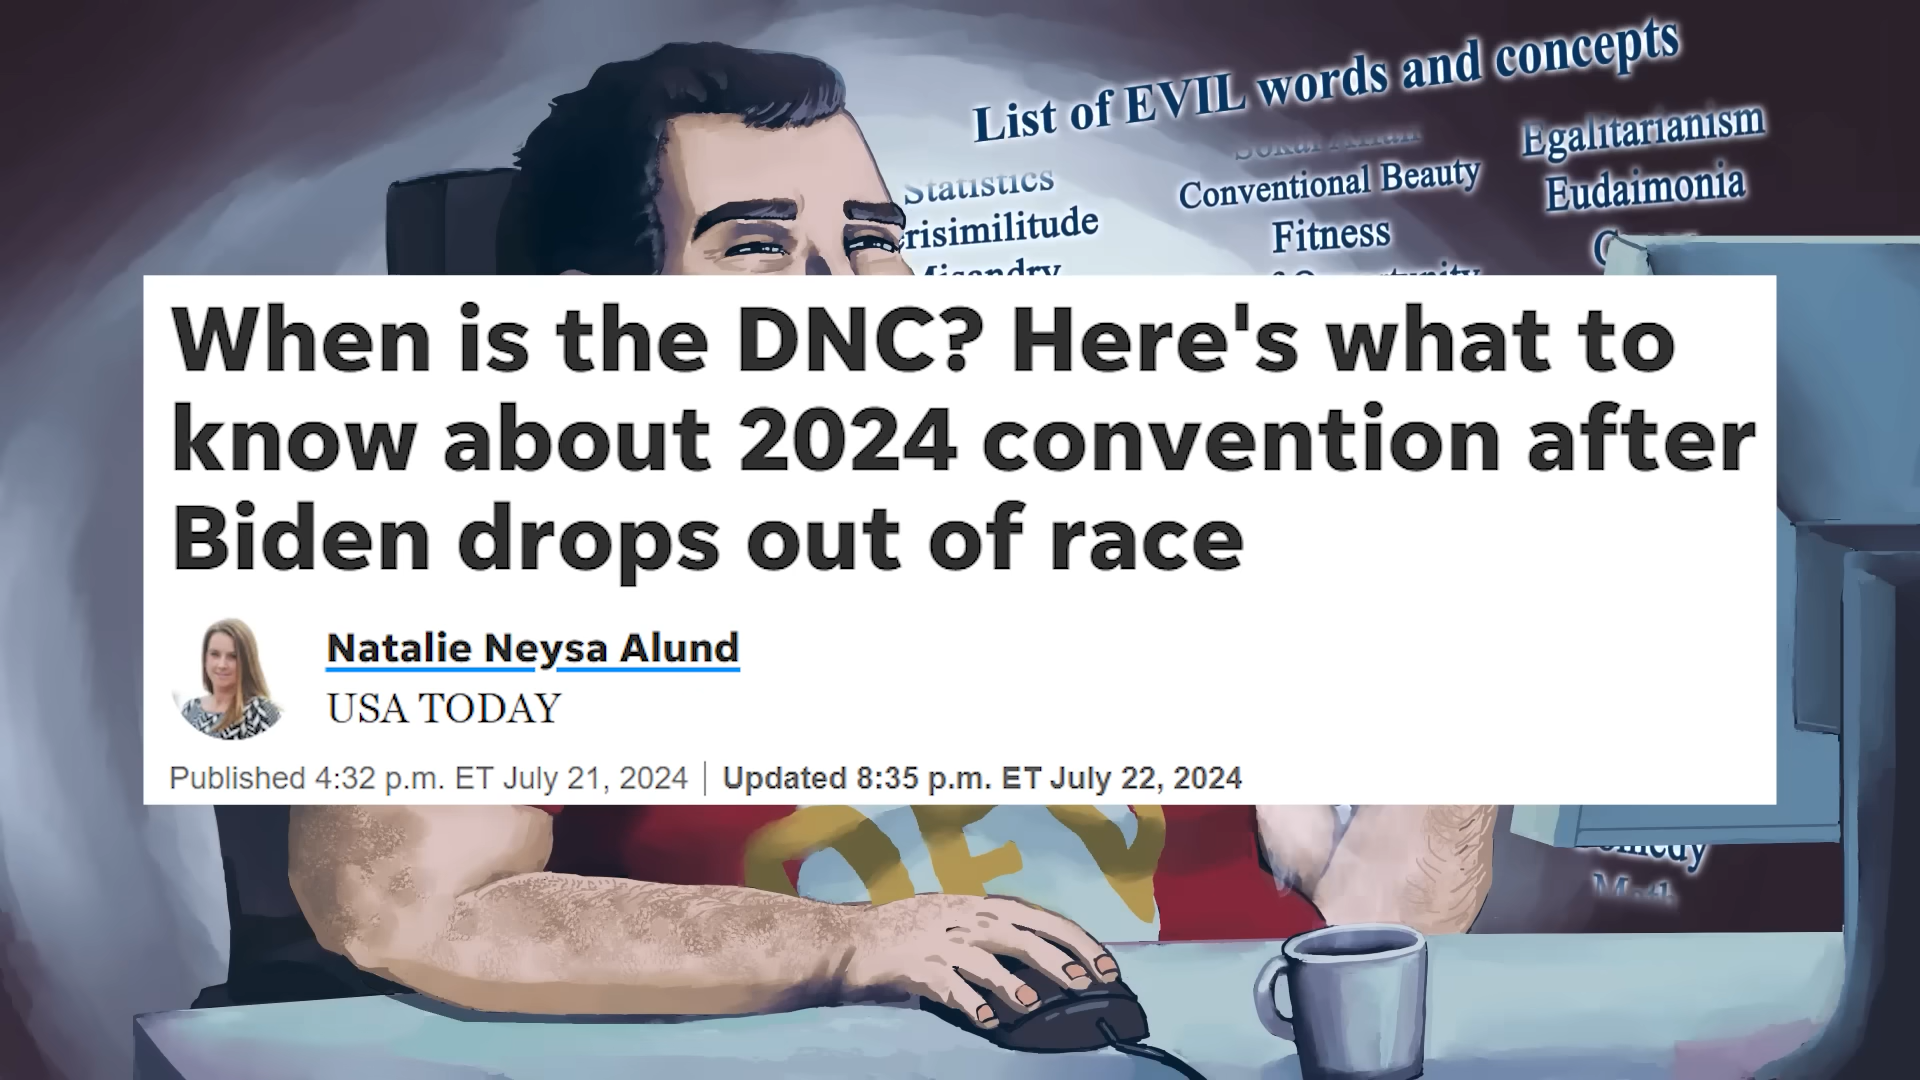 List of EVIL words and concepts
Statistics
Conventional Beauty
Fitness
Egalitarianism
Eudaimonia
When is the DNC? Here's what to
know about 2024 convention after
Biden drops out of race
Natalie Neysa Alund
USA TODAY
Published 4:32 p.m. ET July 21, 2024 | Updated 8:35 p.m. ET July 22, 2024